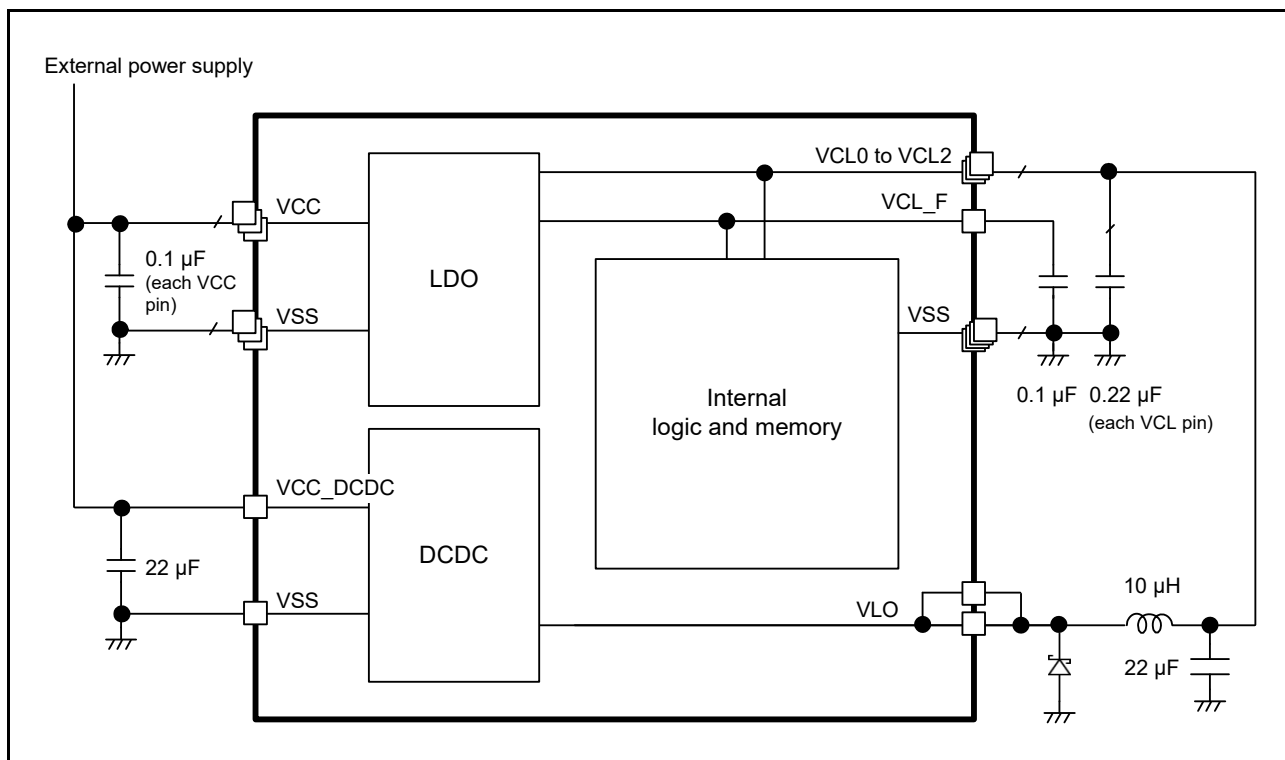 External power supply
VCL0 to VCL2
VCC
VCL_F
0.1 µF
(each VCC
pin)
LDO
VSS
VSS
Internal
logic and memory
0.1 µF
0.22 µF
(each VCL pin)
VCC_DCDC
22 µF
DCDC
VSS
VLO
10 µH
22 µF